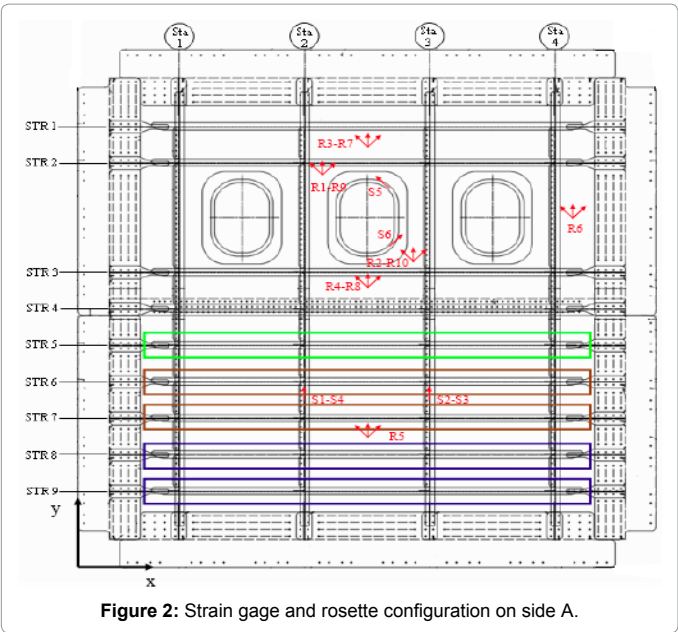 Sta 1
Sta 2
Sta 3
Sta 4
STR 1
R3-R7
STR 2
R1-R9
S5
R6
S6
R2-R10
STR 3
R4-R8
STR 4
STR 5
STR 6
S1-S4
S2-S3
STR 7
R5
STR 8
STR 9
y
x
Figure 2: Strain gage and rosette configuration on side A.